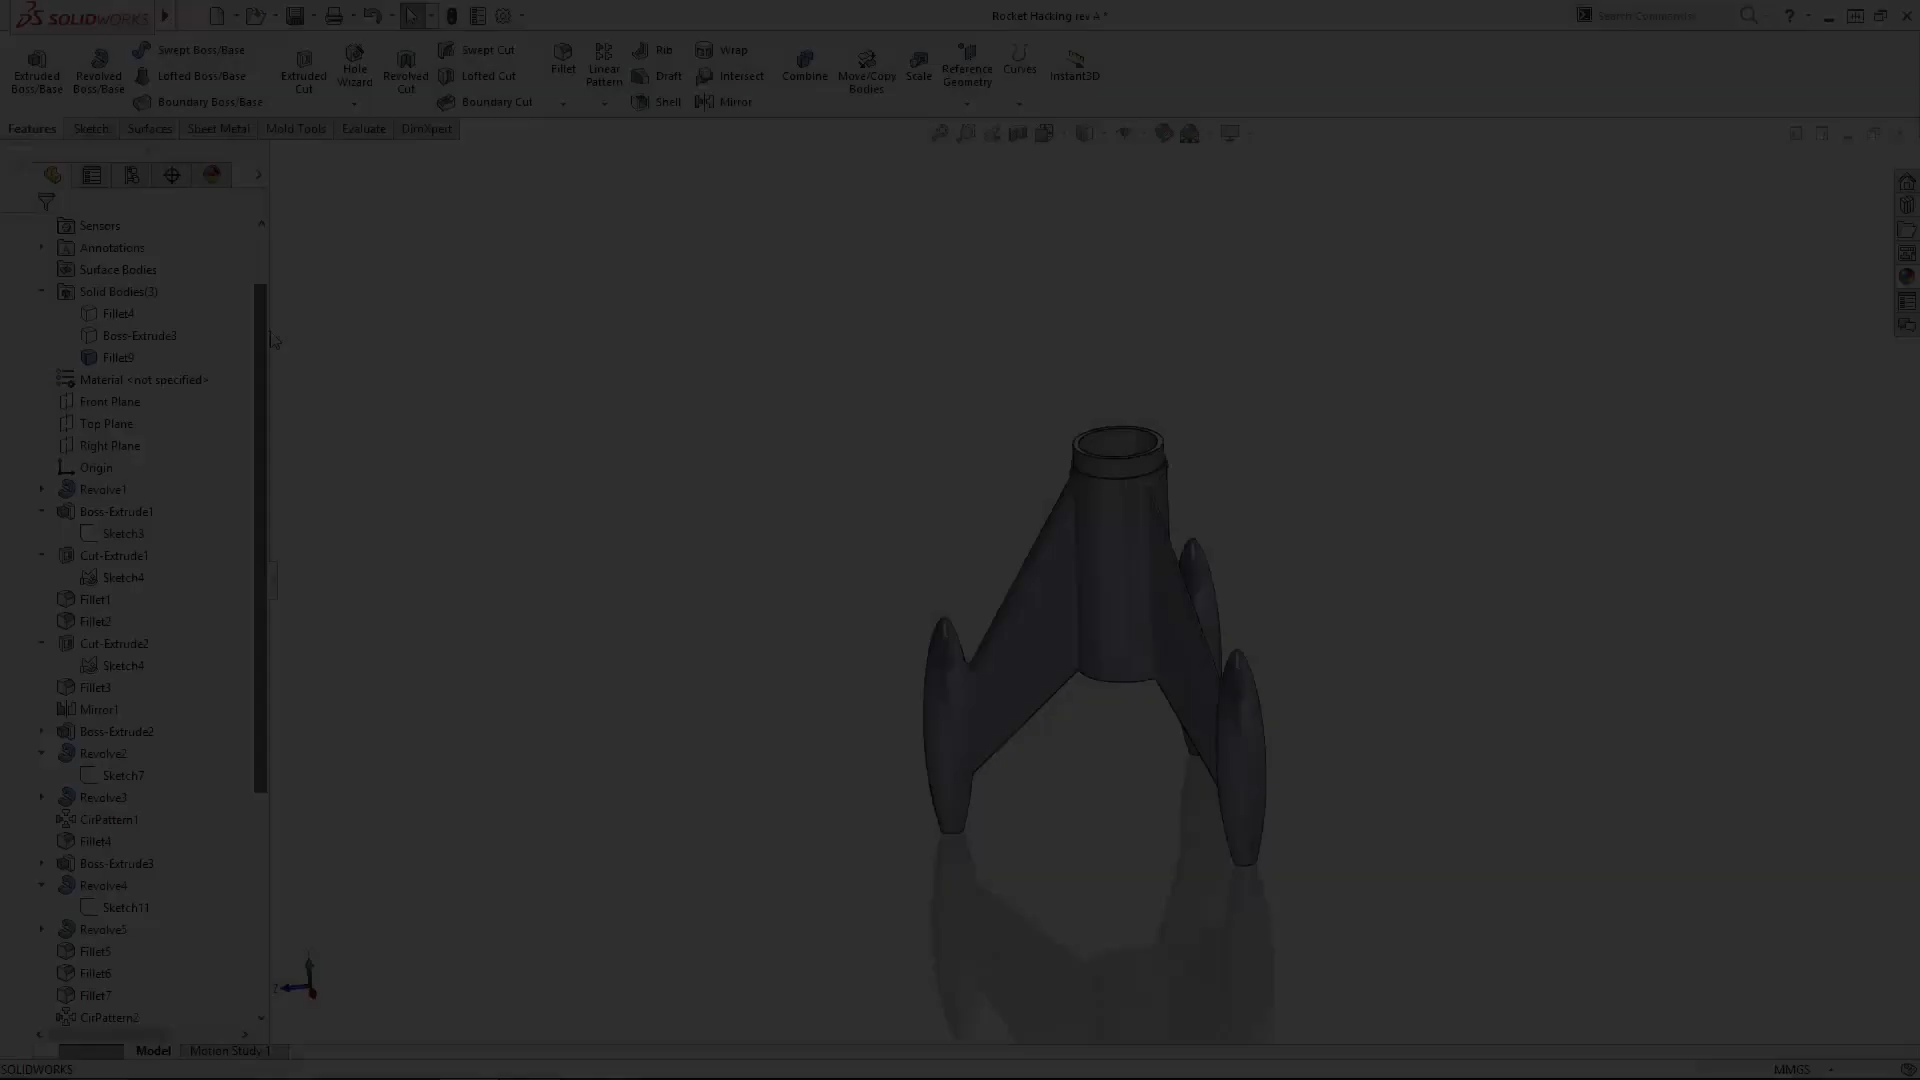 SOLIDWORKS
Rocket Hacking rev A *
Search Commands
Extruded Boss/Base
Revolved Boss/Base
Swept Boss/Base
Lofted Boss/Base
Boundary Boss/Base
Extruded Cut
Hole Wizard
Revolved Cut
Swept Cut
Lofted Cut
Boundary Cut
Fillet
Linear Pattern
Rib
Draft
Shell
Wrap
Intersect
Mirror
Combine
Move/Copy Bodies
Scale
Reference Geometry
Curves
Instant3D
Features
Sketch
Surfaces
Sheet Metal
Mold Tools
Evaluate
DimXpert
Sensors
Annotations
Surface Bodies
Solid Bodies(3)
Fillet4
Boss-Extrude3
Fillet9
Material <not specified>
Front Plane
Top Plane
Right Plane
Origin
Revolve1
Boss-Extrude1
Sketch3
Cut-Extrude1
Sketch4
Fillet1
Fillet2
Cut-Extrude2
Sketch4
Fillet3
Mirror1
Boss-Extrude2
Revolve2
Sketch7
Revolve3
CirPattern1
Fillet4
Boss-Extrude3
Revolve4
Sketch11
Revolve5
Fillet5
Fillet6
Fillet7
CirPattern2
Z
Model
Motion Study 1
SOLIDWORKS
MMGS